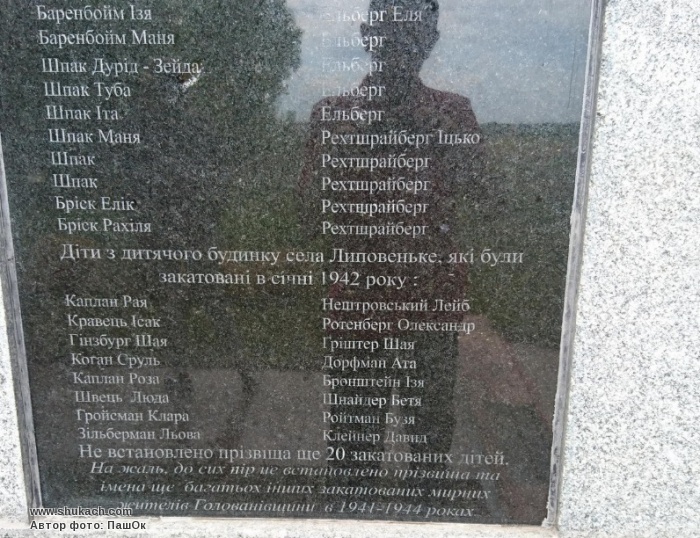 Баренбойм Ізя
Баренбойм Маня
Шпак Дурід - Зейда
Шпак Туба
Шпак Іта
Шпак Маня
Шпак
Шпак
Бріск Елік
Бріск Рахіля
Ельберг Еля
Ельберг
Ельберг
Ельберг
Ельберг
Рехтшрайберг Іцько
Рехтшрайберг
Рехтшрайберг
Рехтшрайберг
Рехтшрайберг
Діти з дитячого будинку села Липовеньке, які були
закатовані в січні 1942 року :
Каплан Рая
Кравець Ісак
Гінзбург Шая
Коган Сруль
Каплан Роза
Швець Люда
Гройсман Клара
Зільберман Льова
Нештровський Лейб
Ротенберг Олександр
Гріштер Шая
Дорфман Ата
Бронштейн Ізя
Шнайдер Бетя
Ройтман Бузя
Клейнер Давид
Не встановлено прізвища ще 20 закатованих дітей.
На жаль, до сих пір не встановлено прізвища та
імена ще багатьох інших закатованих мирних
жителів Голованівщини в 1941-1944 роках
www.shukach.com
Автор фото: ПашОк